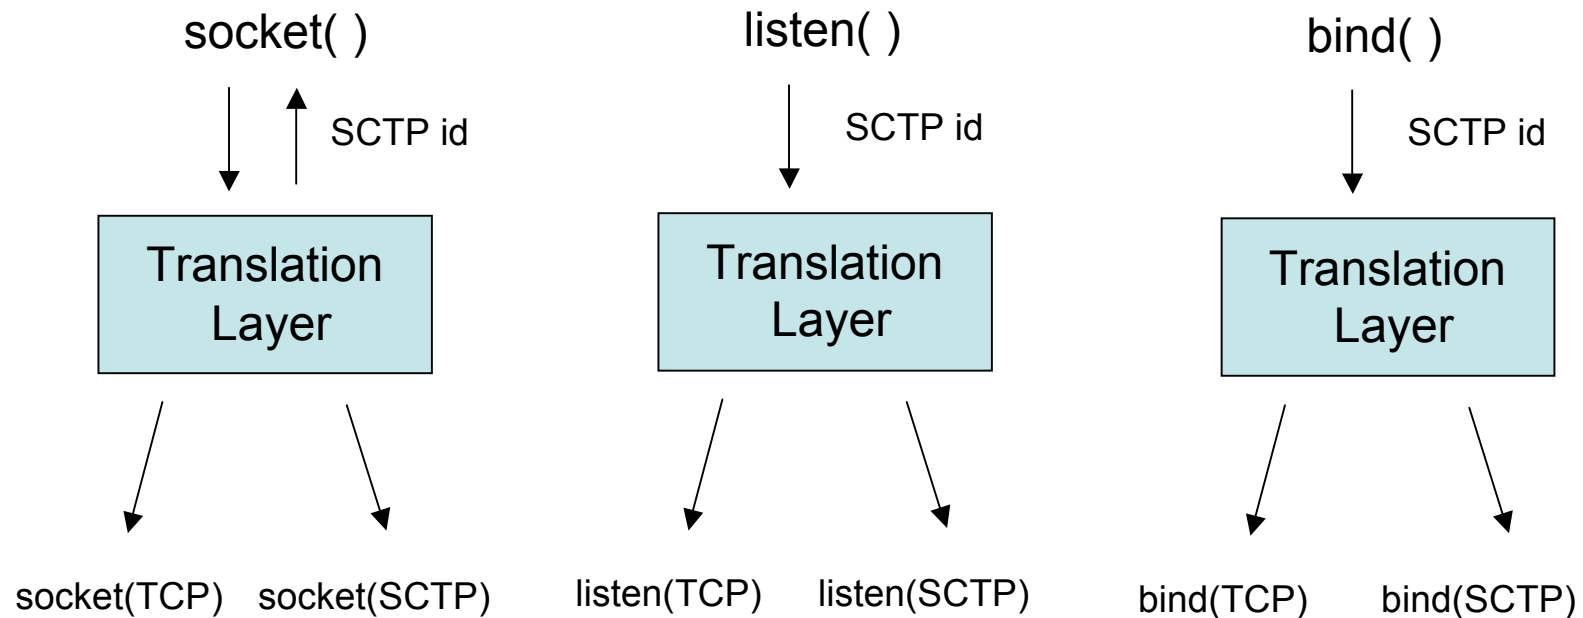 socket( )
listen( )
bind( )
SCTP id
SCTP id
SCTP id
Translation
Layer
Translation
Layer
Translation
Layer
socket(TCP)
socket(SCTP)
listen(TCP)
listen(SCTP)
bind(TCP)
bind(SCTP)